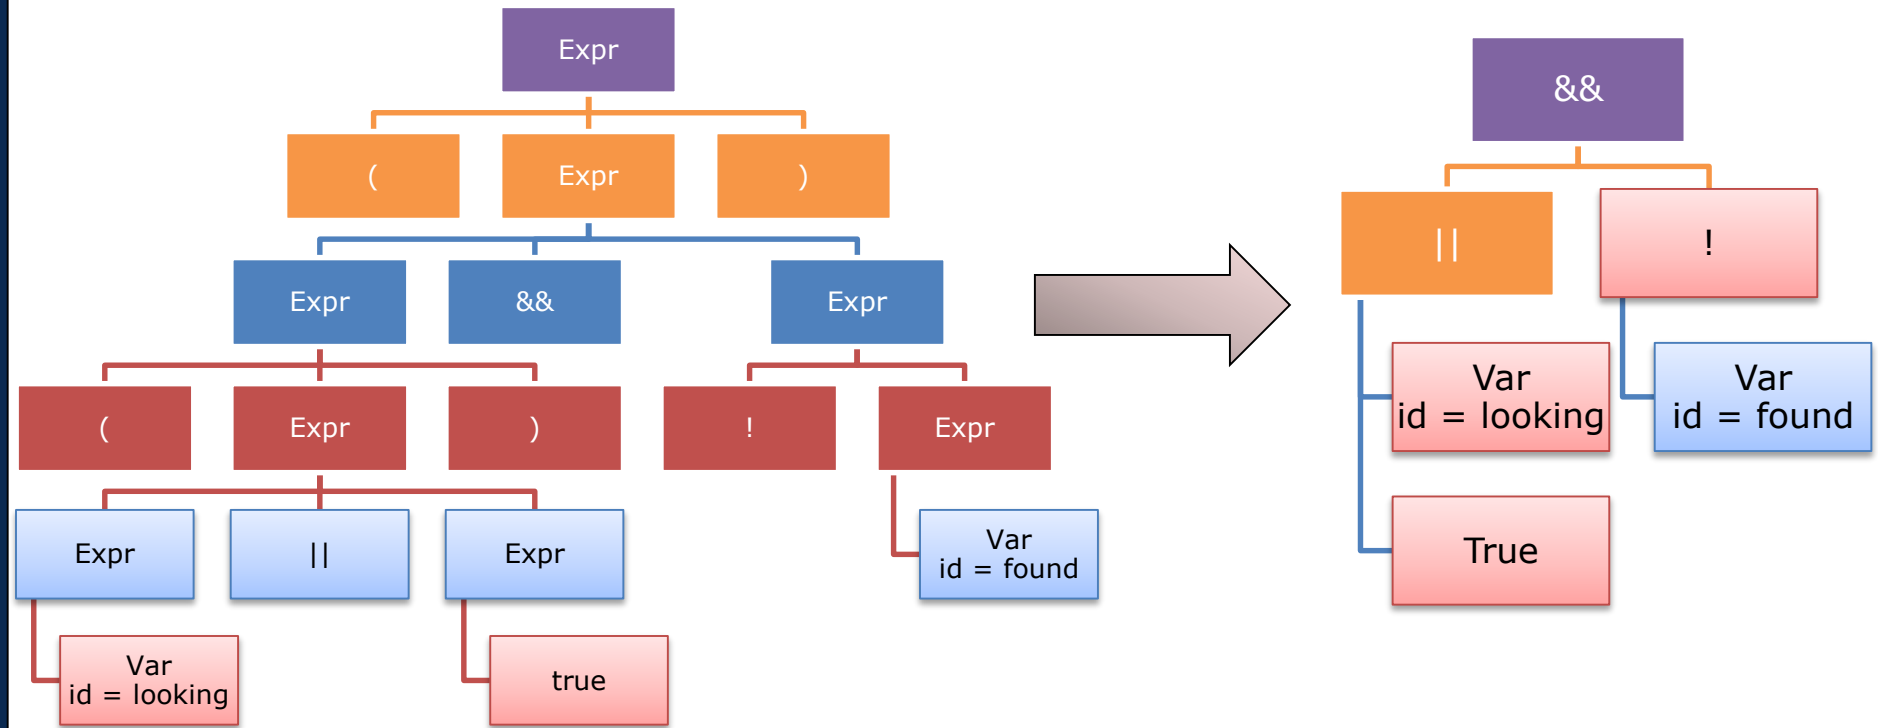 Expr
( Expr )
Expr && Expr
( Expr ) ! Expr
Expr || Expr
Var
id = found
Var
id = looking
true
&&
|| !
Var
id = looking
Var
id = found
True